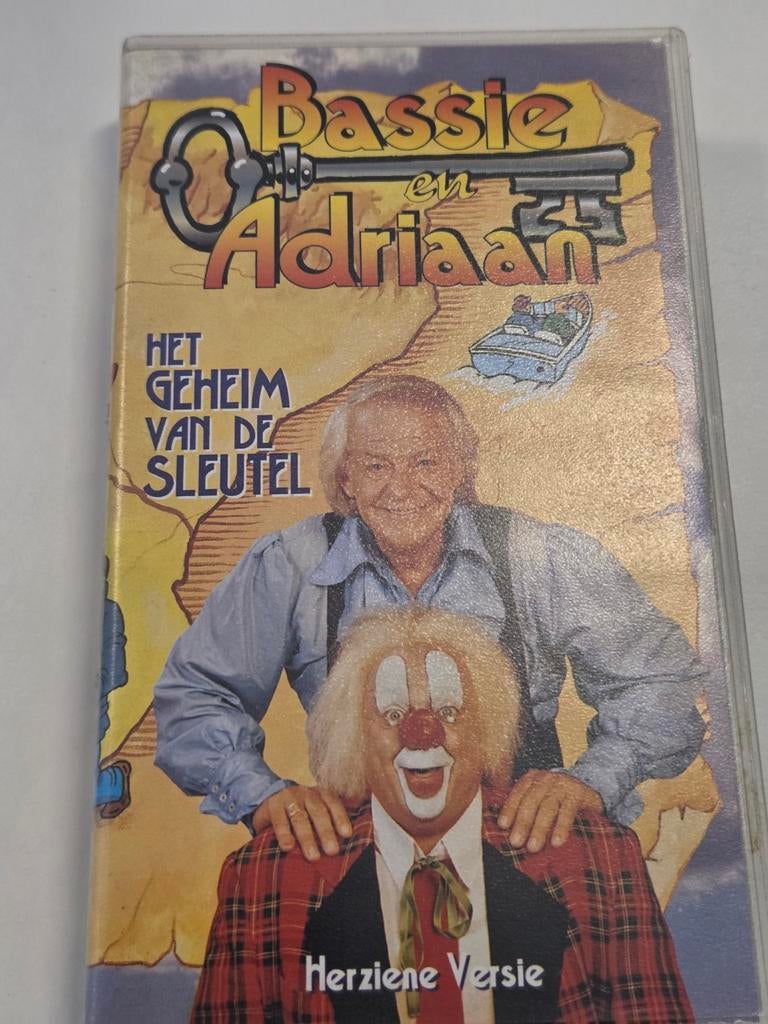 Bassie
en
Adriaan
HET
GEHEIM
VAN DE
SLEUTEL
Herziene Versie